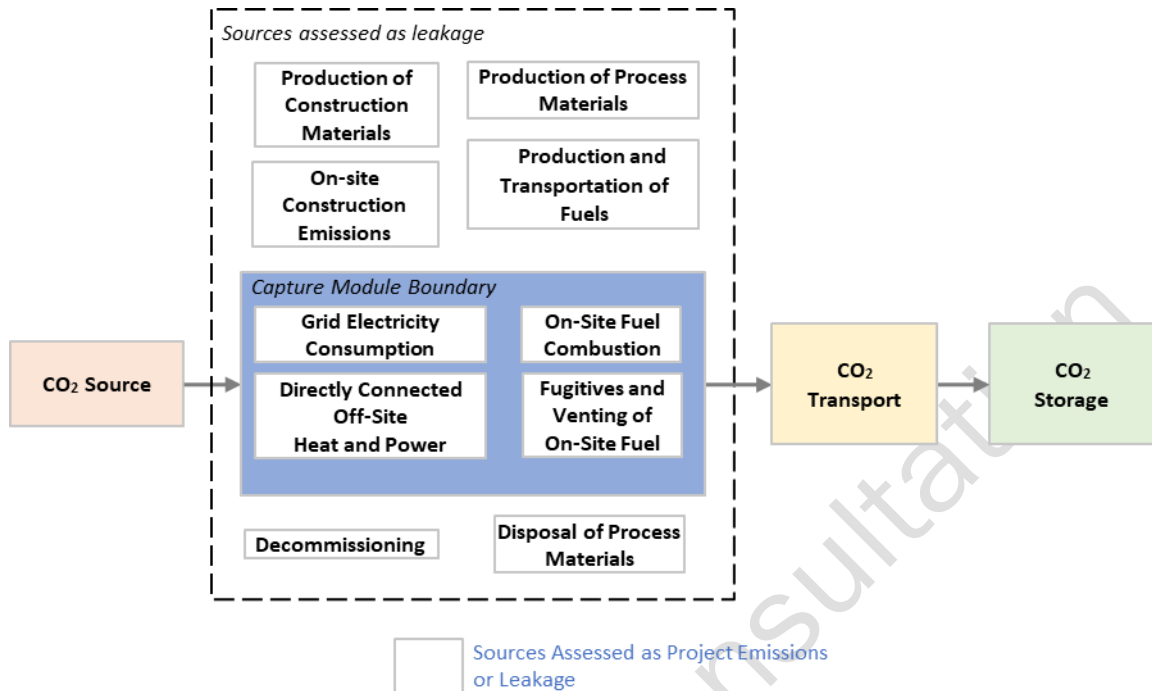 Sources assessed as leakage
Production of
Construction
Materials
Production of Process
Materials
On-site
Construction
Emissions
Production and
Transportation of
Fuels
Capture Module Boundary
Grid Electricity
Consumption
On-Site Fuel
Combustion
Directly Connected
Off-Site
Heat and Power
Fugitives and
Venting of
On-Site Fuel
CO₂ Source
CO₂
Transport
CO₂
Storage
Decommissioning
Disposal of Process
Materials
Sources Assessed as Project Emissions
or Leakage